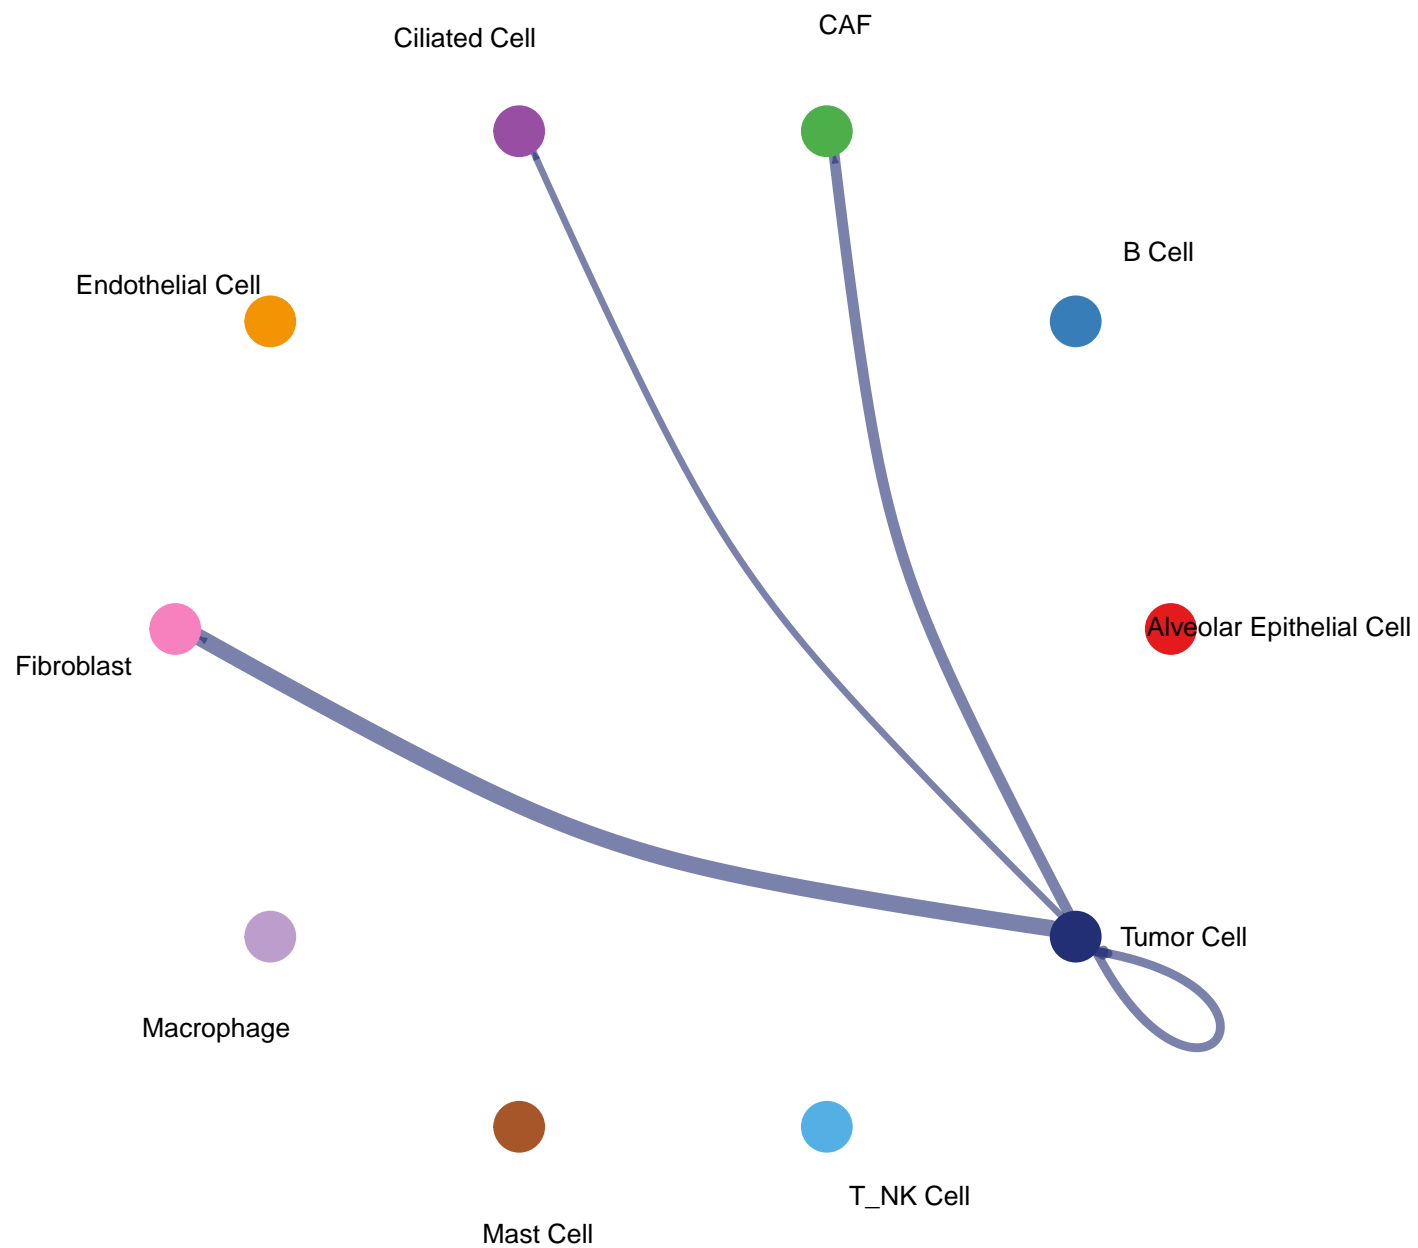 CAF
Ciliated Cell
B Cell
Endothelial Cell
Alveolar Epithelial Cell
Fibroblast
Tumor Cell
Macrophage
T_NK Cell
Mast Cell